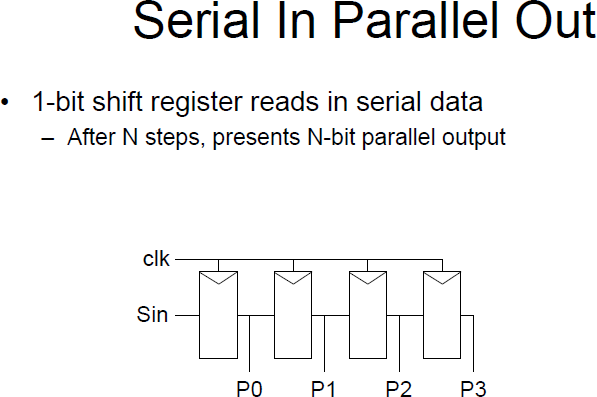 Serial In Parallel Out
• 1-bit shift register reads in serial data
– After N steps, presents N-bit parallel output
clk
Sin
P0 P1 P2 P3